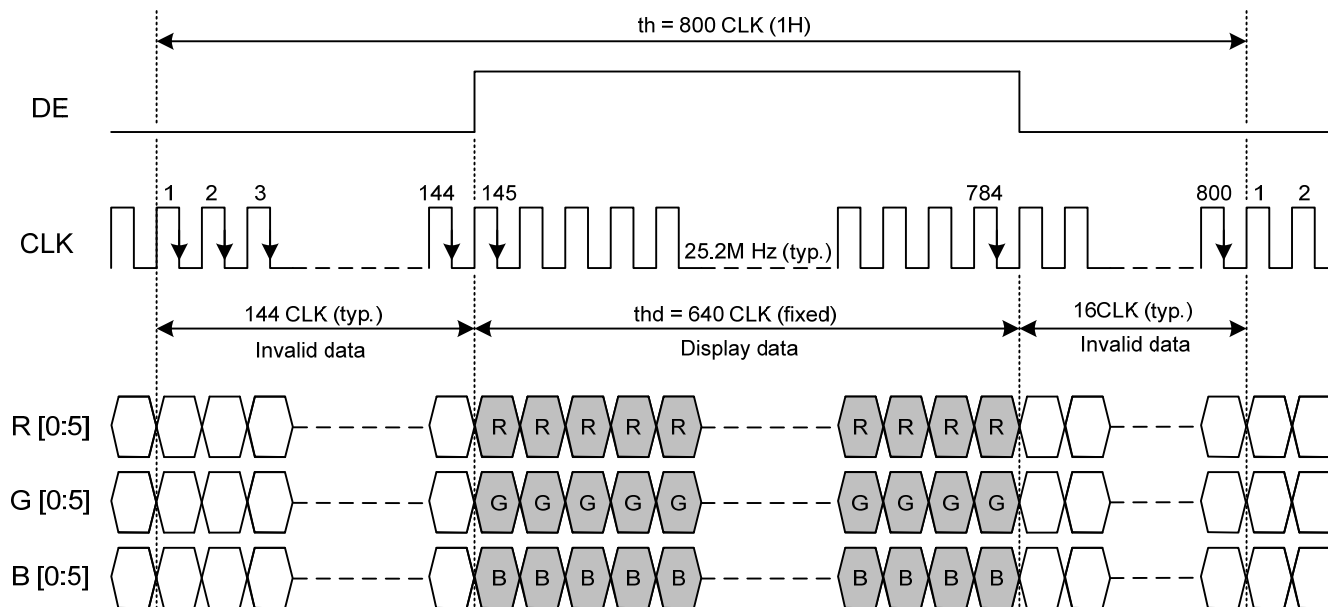 th = 800 CLK (1H)
DE
1 2 3 144 145 784 800 1 2
CLK
25.2M Hz (typ.)
144 CLK (typ.) thd = 640 CLK (fixed) 16CLK (typ.)
Invalid data Display data Invalid data
R [0:5] R R R R R R R R R
G [0:5] G G G G G G G G G
B [0:5] B B B B B B B B B